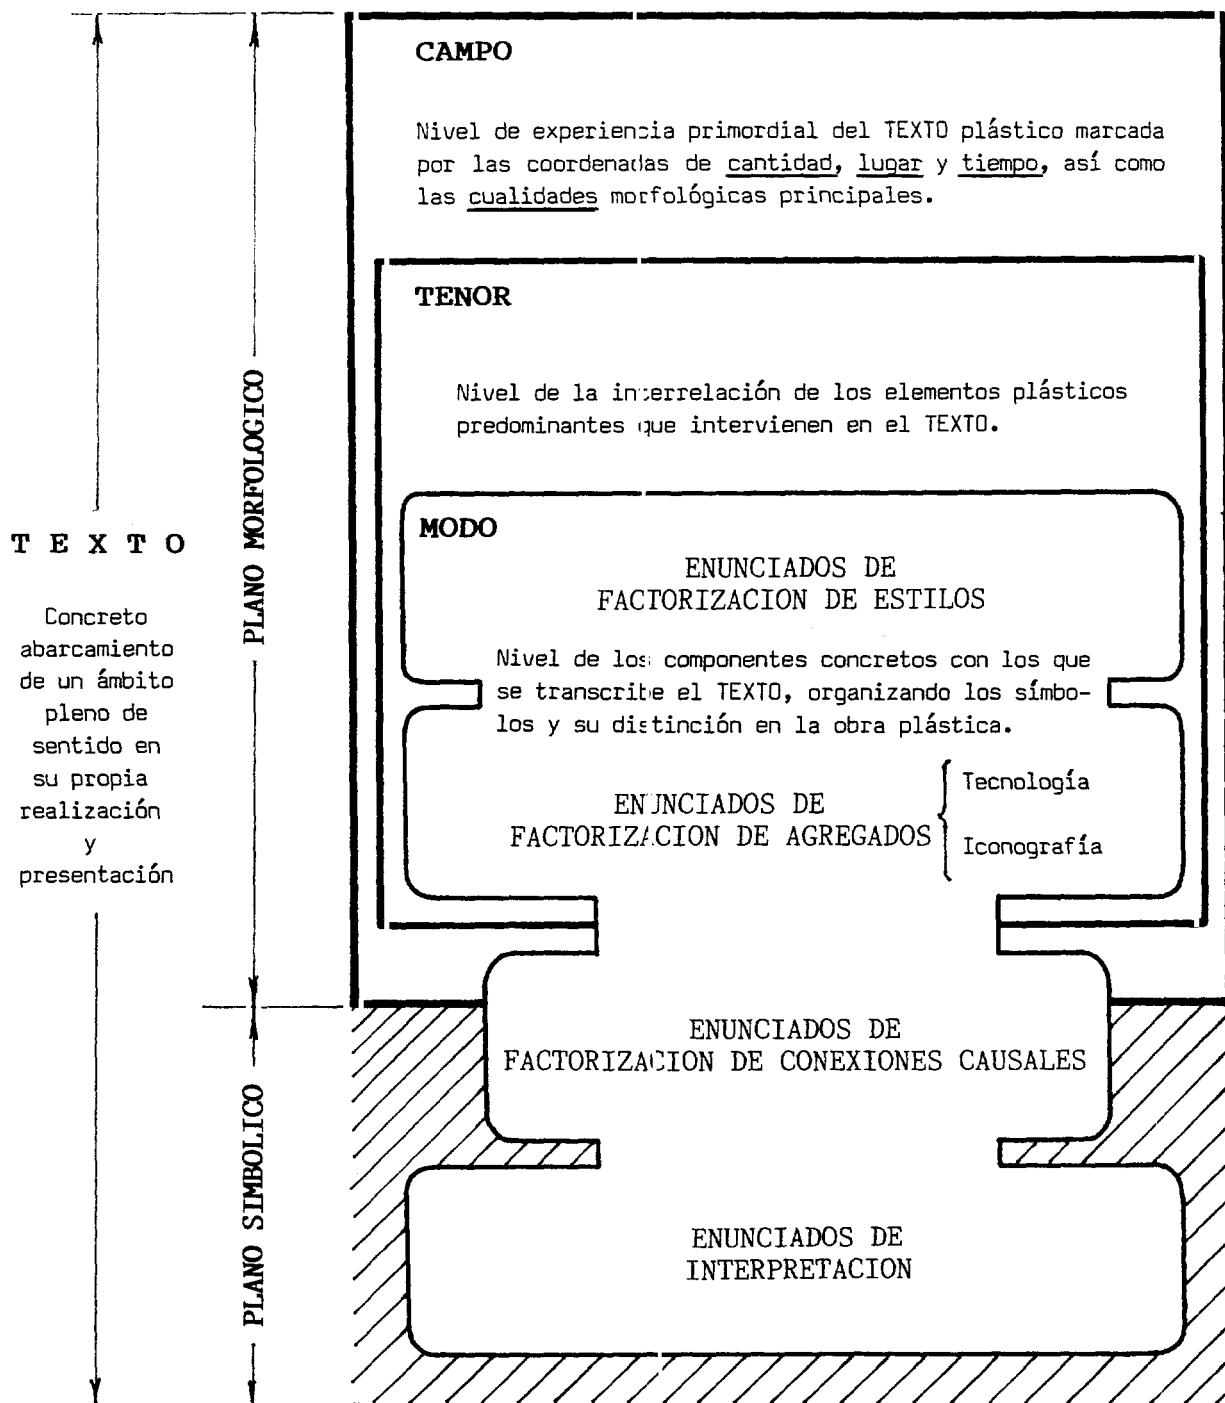 CAMPO
Nivel de experiencia primordial del TEXTO plástico marcada
por las coordenadas de cantidad, lugar y tiempo, así como
las cualidades morfológicas principales.
TENOR
Nivel de la interrelación de los elementos plásticos
predominantes que intervienen en el TEXTO.
MODO
ENUNCIADOS DE
FACTORIZACION DE ESTILOS
Nivel de los componentes concretos con los que
se transcribe el TEXTO, organizando los símbo-
los y su distinción en la obra plástica.
ENUNCIADOS DE
FACTORIZACION DE AGREGADOS
Tecnología
Iconografía
ENUNCIADOS DE
FACTORIZACION DE CONEXIONES CAUSALES
ENUNCIADOS DE
INTERPRETACION
PLANO MORFOLOGICO
PLANO SIMBOLICO
T E X T O
Concreto
abarcamiento
de un ámbito
pleno de
sentido en
su propia
realización
y
presentación